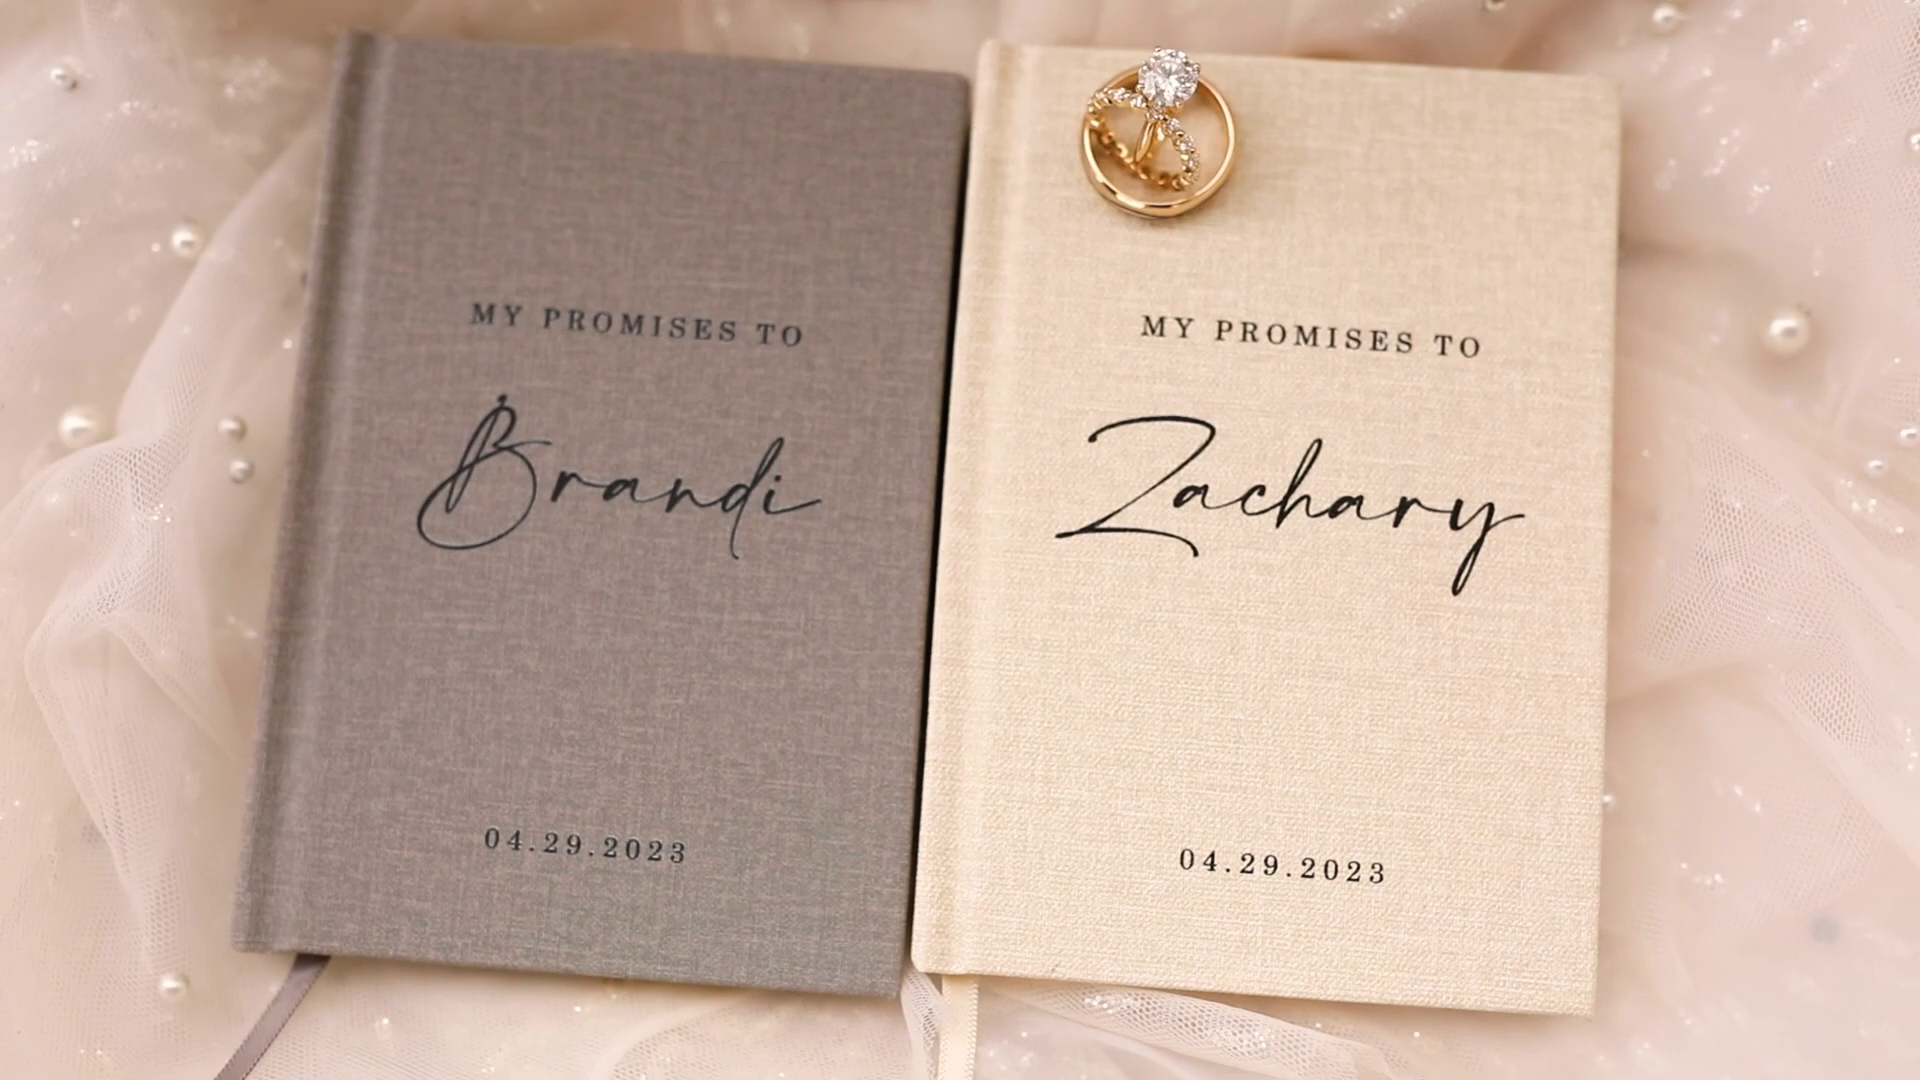 MY PROMISES TO
Brandi
04.29.2023
MY PROMISES TO
Zachary
04.29.2023